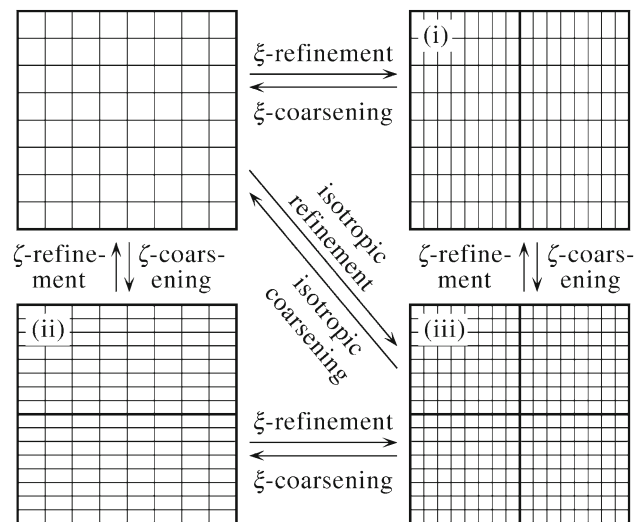 ξ-refinement
ξ-coarsening
(i)
isotropic
refinement
isotropic
coarsening
ζ-refine-
ment
ζ-coars-
ening
ζ-refine-
ment
ζ-coars-
ening
(ii)
ξ-refinement
ξ-coarsening
(iii)